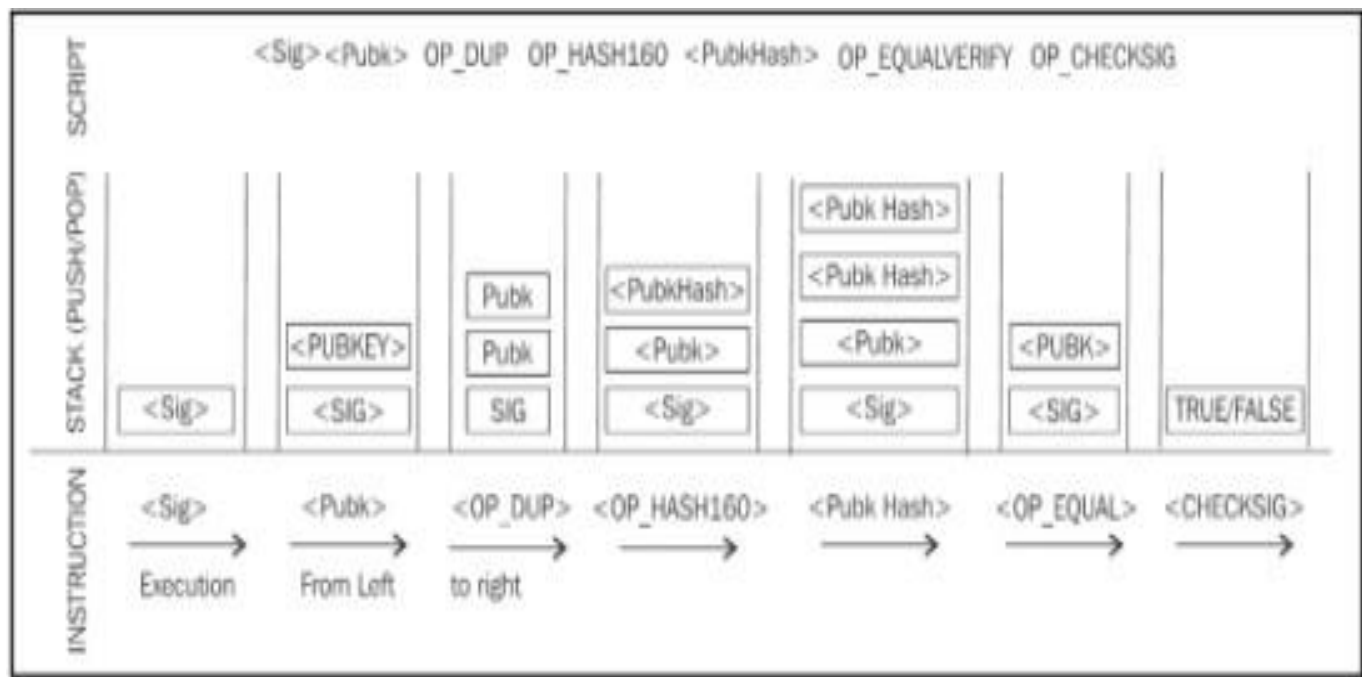 SCRIPT
<Sig> <Pubk> OP_DUP OP_HASH160 <PubkHash> OP_EQUALVERIFY OP_CHECKSIG
STACK (PUSH/POP)
<Sig>
<PUBKEY>
<SIG>
Pubk
Pubk
SIG
<PubkHash>
<Pubk>
<Sig>
<Pubk Hash>
<Pubk Hash>
<Pubk>
<Sig>
<PUBK>
<SIG>
TRUE/FALSE
INSTRUCTION
<Sig> <Pubk> <OP_DUP> <OP_HASH160> <Pubk Hash> <OP_EQUAL> <CHECKSIG>
Execution From Left to right